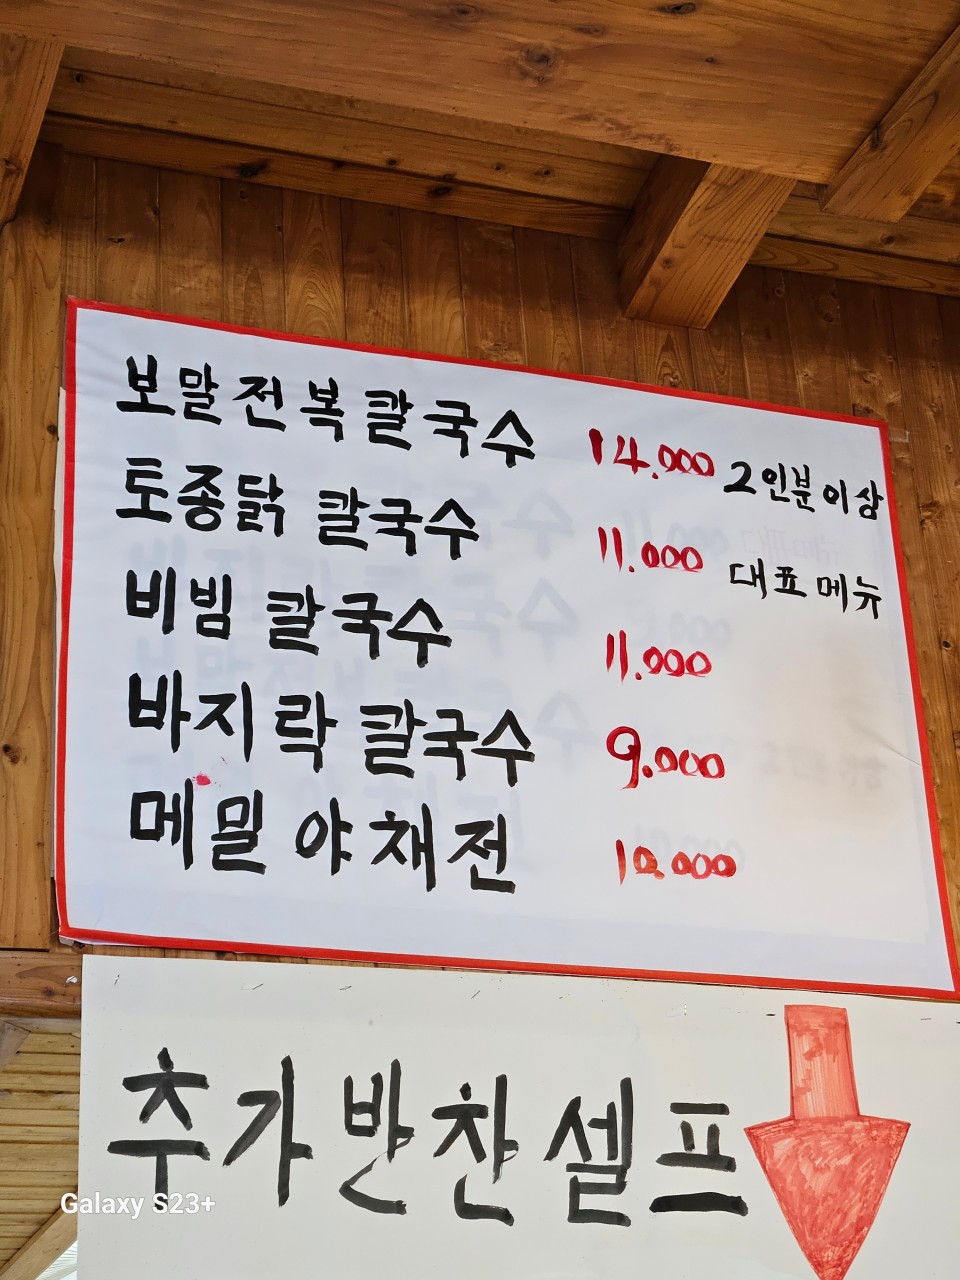 보말전복칼국수 14.000 2인분이상
토종닭 칼국수 11.000 대표메뉴
비빔 칼국수 11.000
바지락 칼국수 9.000
메밀 야채전 10.000
추가반찬셀프
Galaxy S23+